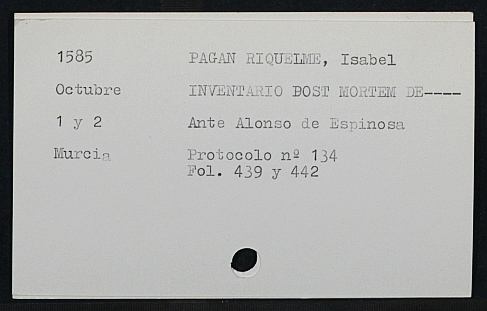 1585 PAGAN RIQUELME, Isabel
Octubre INVENTARIO POST MORTEM DE----
1 y 2 Ante Alonso de Espinosa
Murcia Protocolo nº 134
Fol. 439 y 442